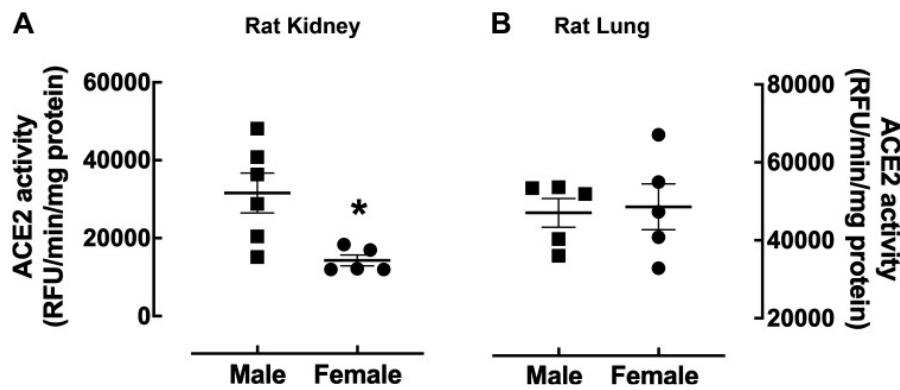 A
Rat Kidney
ACE2 activity
(RFU/min/mg protein)
60000
40000
20000
0
*
Male
Female
B
Rat Lung
80000
60000
40000
20000
ACE2 activity
(RFU/min/mg protein)
Male
Female